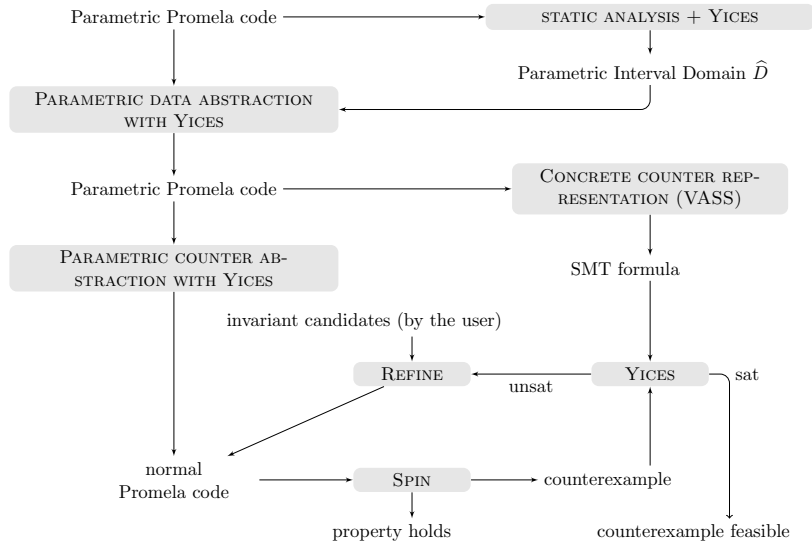 Parametric Promela code
STATIC ANALYSIS + YICES
Parametric Interval Domain D̂
PARAMETRIC DATA ABSTRACTION
WITH YICES
Parametric Promela code
CONCRETE COUNTER REP-
RESENTATION (VASS)
PARAMETRIC COUNTER AB-
STRACTION WITH YICES
SMT formula
invariant candidates (by the user)
REFINE
unsat
YICES
sat
normal
Promela code
SPIN
counterexample
property holds
counterexample feasible